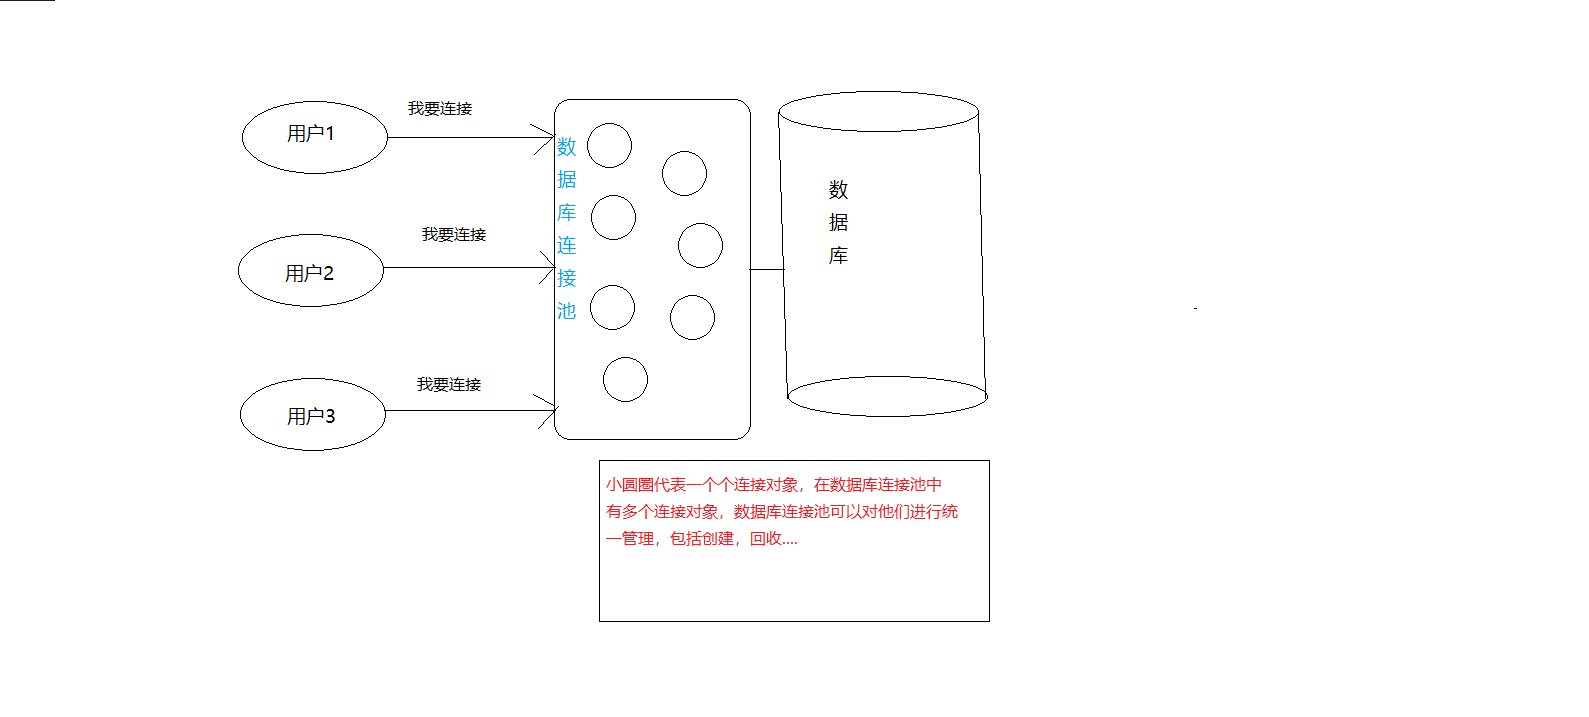 我要连接
用户1
我要连接
用户2
我要连接
用户3
数
据
库
连
接
池
数
据
库
小圆圈代表一个个连接对象，在数据库连接池中
有多个连接对象，数据库连接池可以对他们进行统
一管理，包括创建，回收....